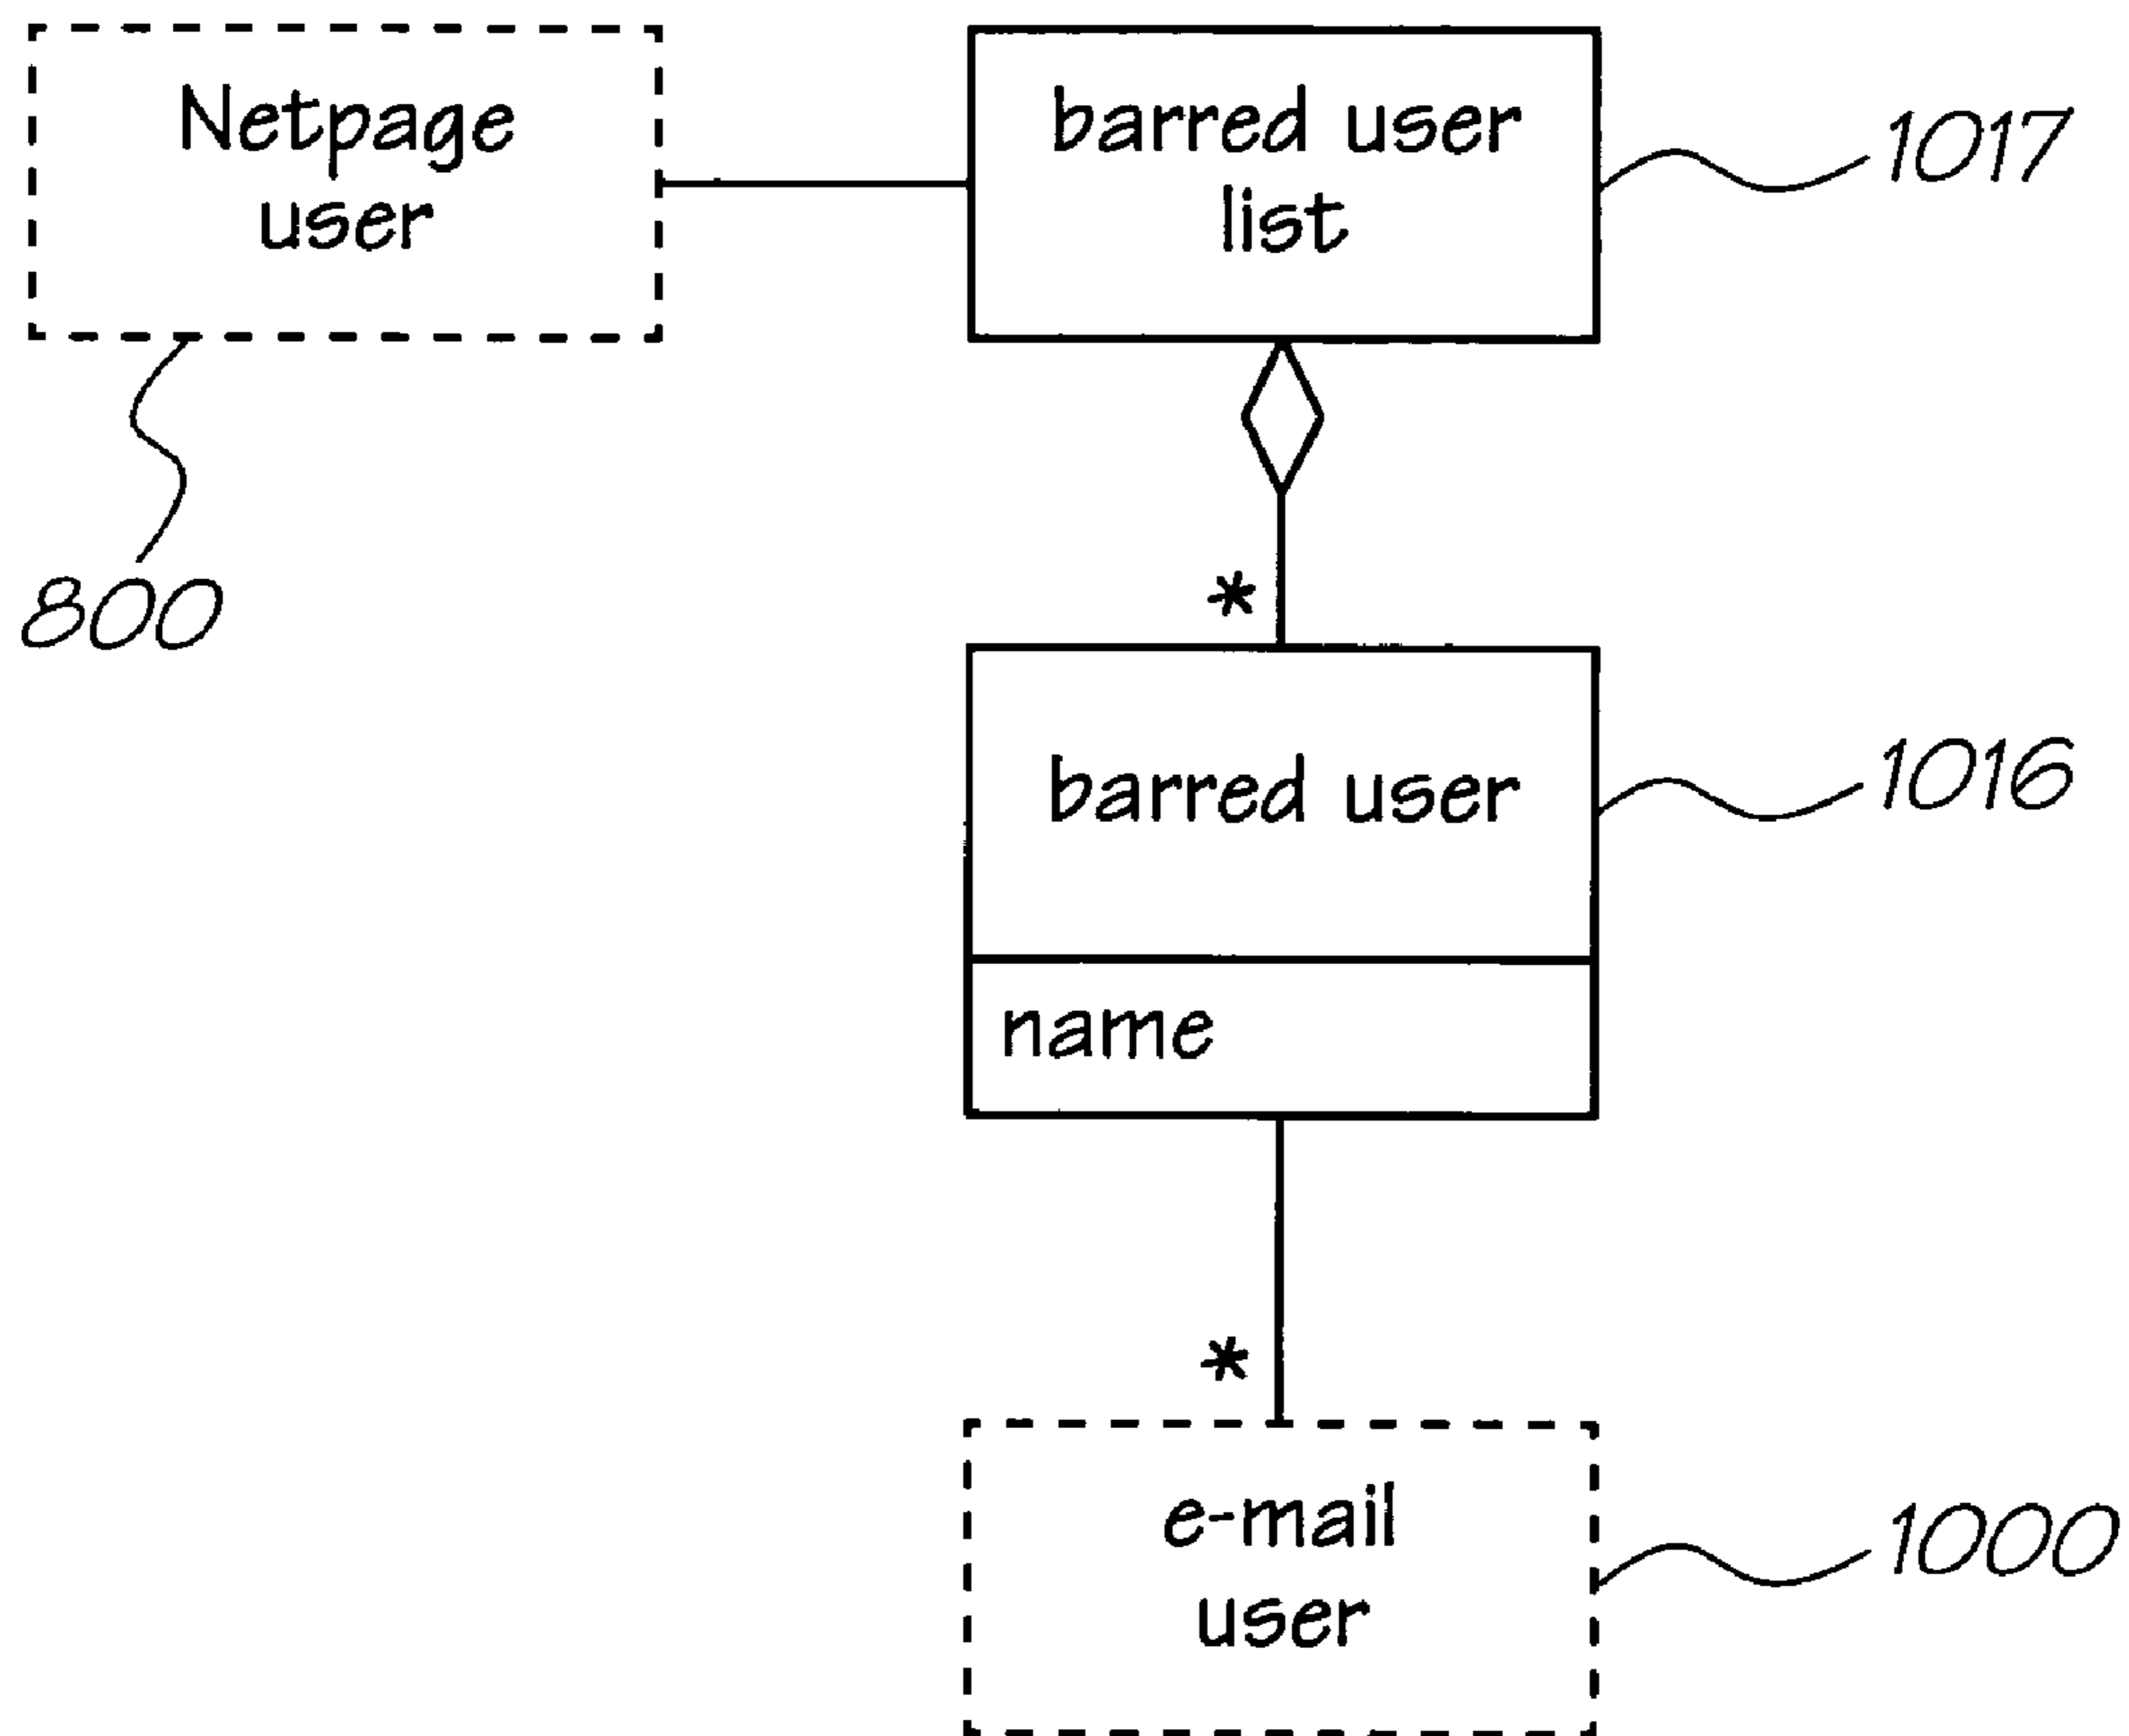 Netpage
user
barred user
list
1017
800
*
barred user
1016
name
*
e-mail
user
1000